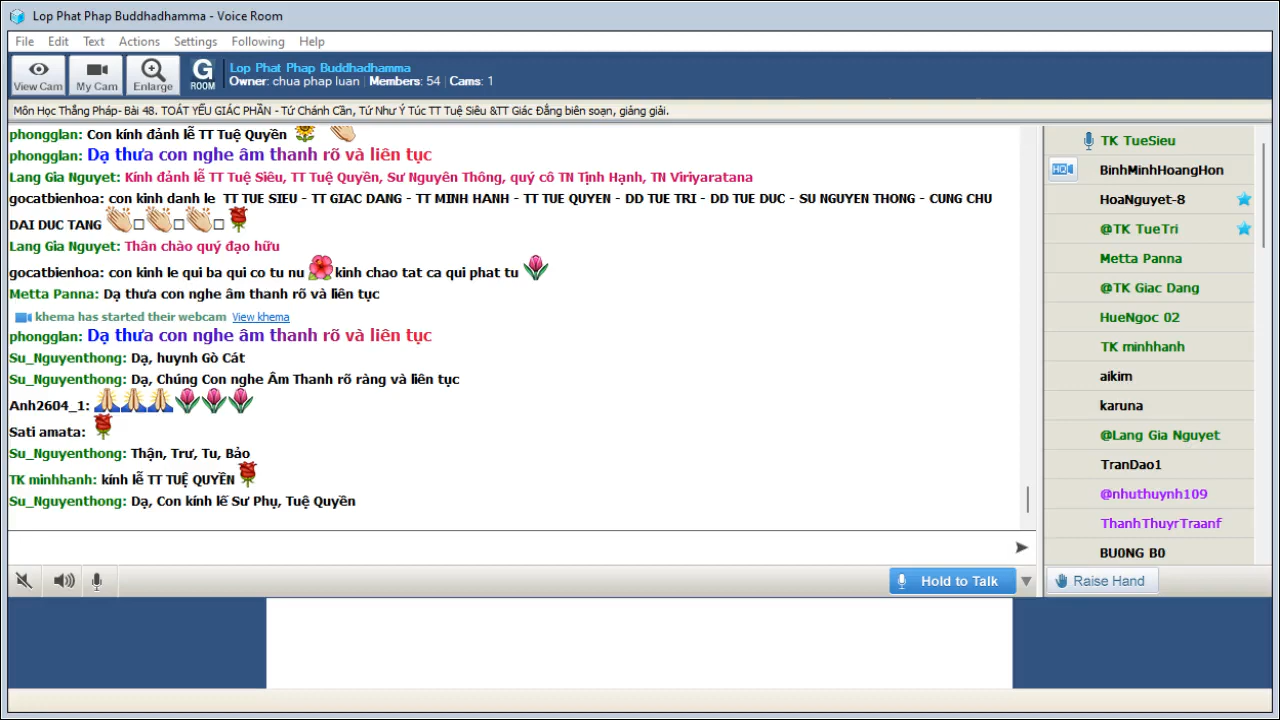 Lop Phat Phap Buddhadhamma - Voice Room
File Edit Text Actions Settings Following Help
View Cam My Cam Enlarge G ROOM
Lop Phat Phap Buddhadhamma
Owner: chua phap luan Members: 54 Cams: 1
Môn Học Thắng Pháp- Bài 48. TOÁT YẾU GIÁC PHẦN - Tứ Chánh Cần, Tứ Như Ý Túc TT Tuệ Siêu &TT Giác Đẳng biên soạn, giảng giải.
phongglan: Con kính đảnh lễ TT Tuệ Quyền
phongglan: Dạ thưa con nghe âm thanh rõ và liên tục
Lang Gia Nguyet: Kính đảnh lễ TT Tuệ Siêu, TT Tuệ Quyền, Sư Nguyên Thông, quý cô TN Tịnh Hạnh, TN Viriyaratana
gocatbienhoa: con kinh danh le TT TUE SIEU - TT GIAC DANG - TT MINH HANH - TT TUE QUYEN - DD TUE TRI - DD TUE DUC - SU NGUYEN THONG - CUNG CHU
DAI DUC TANG
Lang Gia Nguyet: Thân chào quý đạo hữu
gocatbienhoa: con kinh le qui ba qui co tu nu kinh chao tat ca qui phat tu
Metta Panna: Dạ thưa con nghe âm thanh rõ và liên tục
khema has started their webcam View khema
phongglan: Dạ thưa con nghe âm thanh rõ và liên tục
Su_Nguyenthong: Dạ, huynh Gò Cát
Su_Nguyenthong: Dạ, Chúng Con nghe Âm Thanh rõ ràng và liên tục
Anh2604_1:
Sati amata:
Su_Nguyenthong: Thận, Trư, Tu, Bảo
TK minhhanh: kính lễ TT TUỆ QUYỀN
Su_Nguyenthong: Dạ, Con kính lế Sư Phụ, Tuệ Quyền
Hold to Talk
TK TueSieu
HQ BinhMinhHoangHon
HoaNguyet-8
@TK TueTri
Metta Panna
@TK Giac Dang
HueNgoc 02
TK minhhanh
aikim
karuna
@Lang Gia Nguyet
TranDao1
@nhuthuynh109
ThanhThuyrTraanf
BU0NG B0
Raise Hand